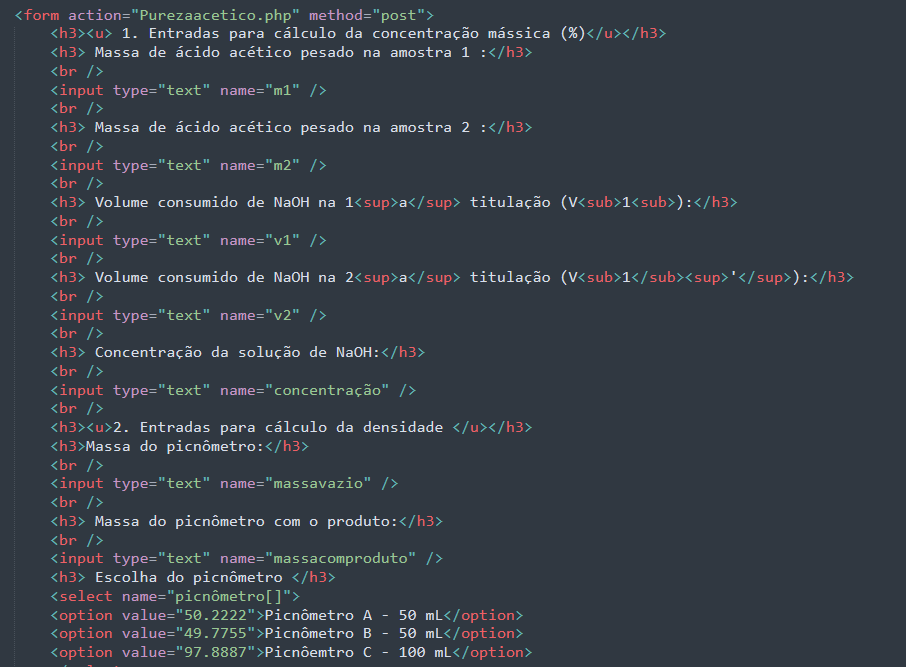 <form action="Purezaacetico.php" method="post">
<h3><u> 1. Entradas para cálculo da concentração mássica (%)</u></h3>
<h3> Massa de ácido acético pesado na amostra 1 :</h3>
<br />
<input type="text" name="m1" />
<br />
<h3> Massa de ácido acético pesado na amostra 2 :</h3>
<br />
<input type="text" name="m2" />
<br />
<h3> Volume consumido de NaOH na 1<sup>a</sup> titulação (V<sub>1<sub>):</h3>
<br />
<input type="text" name="v1" />
<br />
<h3> Volume consumido de NaOH na 2<sup>a</sup> titulação (V<sub>1</sub><sup>'</sup>):</h3>
<br />
<input type="text" name="v2" />
<br />
<h3> Concentração da solução de NaOH:</h3>
<br />
<input type="text" name="concentração" />
<br />
<h3><u>2. Entradas para cálculo da densidade </u></h3>
<h3>Massa do picnômetro:</h3>
<br />
<input type="text" name="massavazio" />
<br />
<h3> Massa do picnômetro com o produto:</h3>
<br />
<input type="text" name="massacomproduto" />
<h3> Escolha do picnômetro </h3>
<select name="picnômetro[]">
<option value="50.2222">Picnômetro A - 50 mL</option>
<option value="49.7755">Picnômetro B - 50 mL</option>
<option value="97.8887">Picnôemtro C - 100 mL</option>